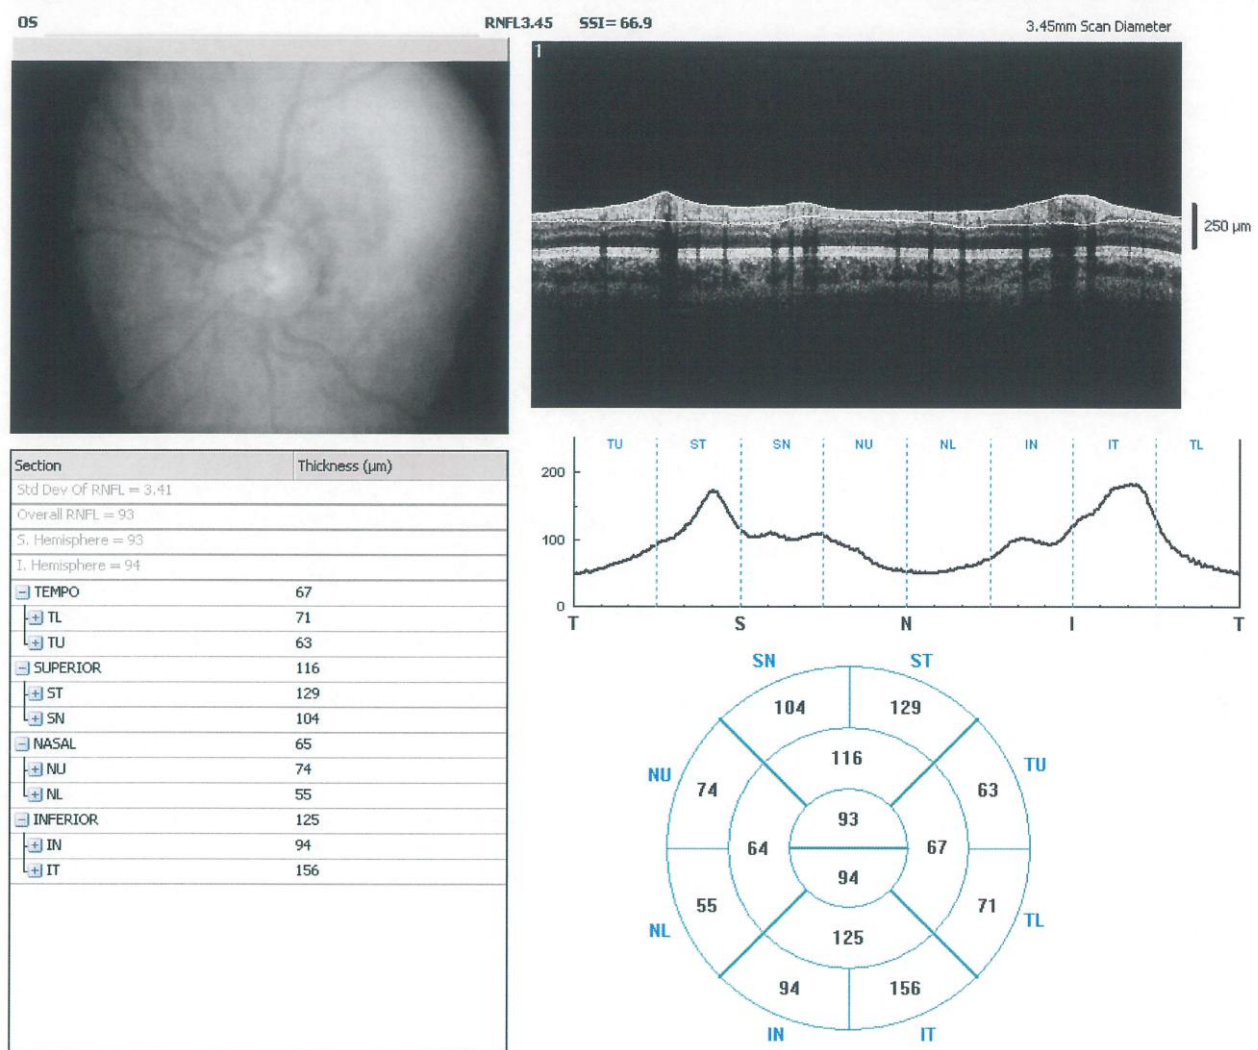 OS RNFL3.45 SSI= 66.9 3.45mm Scan Diameter
1
250 µm
Section Thickness (µm)
Std Dev Of RNFL = 3.41
Overall RNFL = 93
S. Hemisphere = 93
I. Hemisphere = 94
TEMPO 67
TL 71
TU 63
SUPERIOR 116
ST 129
SN 104
NASAL 65
NU 74
NL 55
INFERIOR 125
IN 94
IT 156
TU ST SN NU NL IN IT TL
200
100
0
T S N I T
SN ST
104 129
116
NU TU
74 63
93
64 67
94
55 71
NL TL
125
94 156
IN IT